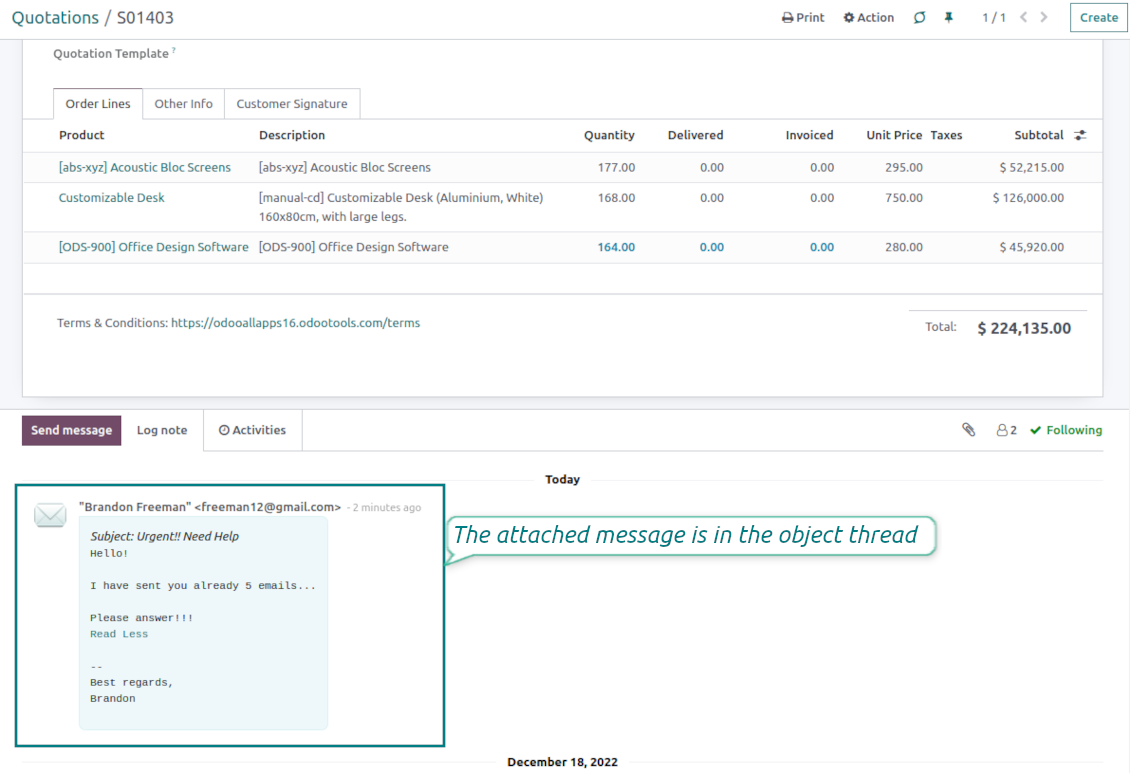 Quotations / S01403 Print Action 1 / 1 Create
Quotation Template ?
Order Lines Other Info Customer Signature
Product Description Quantity Delivered Invoiced Unit Price Taxes Subtotal
[abs-xyz] Acoustic Bloc Screens [abs-xyz] Acoustic Bloc Screens 177.00 0.00 0.00 295.00 $ 52,215.00
Customizable Desk [manual-cd] Customizable Desk (Aluminium, White) 168.00 0.00 0.00 750.00 $ 126,000.00
160x80cm, with large legs.
[ODS-900] Office Design Software [ODS-900] Office Design Software 164.00 0.00 0.00 280.00 $ 45,920.00
Terms & Conditions: https://odooallapps16.odootools.com/terms
Total: $ 224,135.00
Send message Log note Activities 2 Following
Today
"Brandon Freeman" <freeman12@gmail.com> - 2 minutes ago
The attached message is in the object thread
Subject: Urgent!! Need Help
Hello!
I have sent you already 5 emails...
Please answer!!!
Read Less
--
Best regards,
Brandon
December 18, 2022